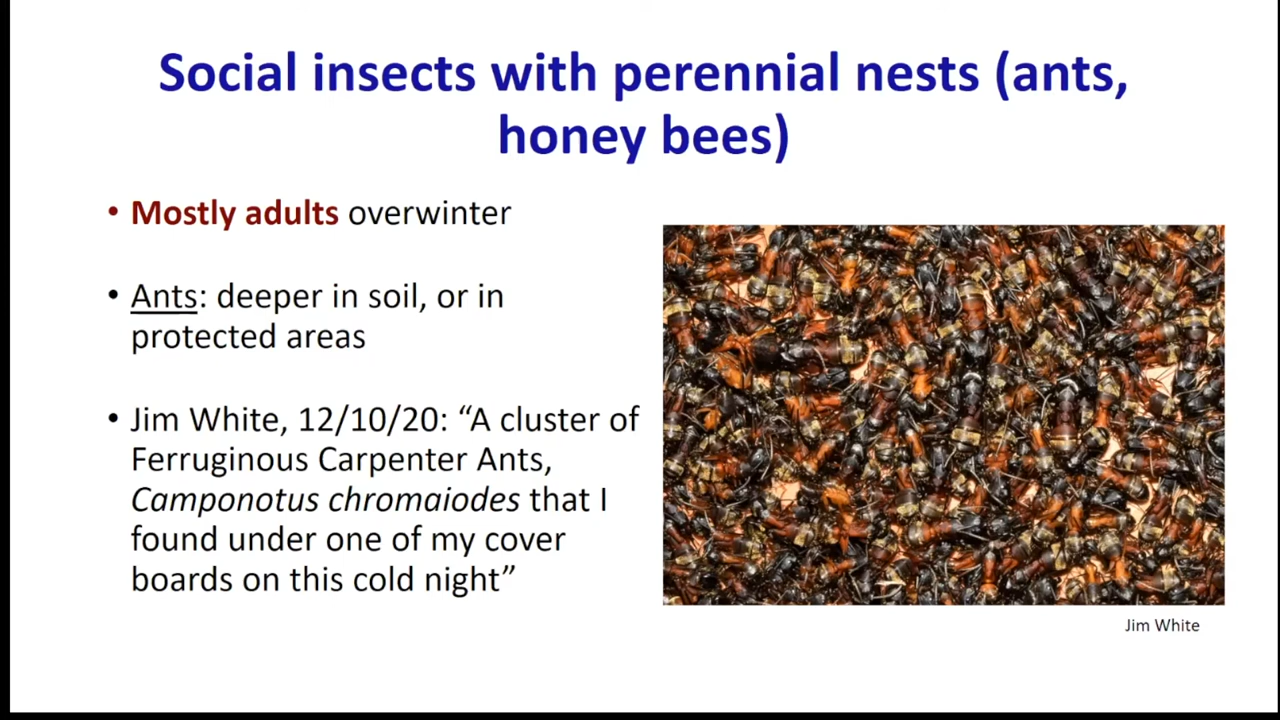 Social insects with perennial nests (ants,
honey bees)
• Mostly adults overwinter
• Ants: deeper in soil, or in
protected areas
• Jim White, 12/10/20: “A cluster of
Ferruginous Carpenter Ants,
Camponotus chromaiodes that I
found under one of my cover
boards on this cold night”
Jim White